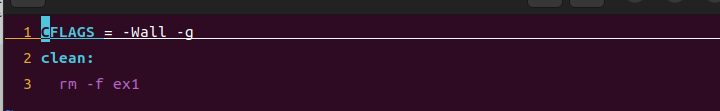 1 CFLAGS = -Wall -g
2 clean:
3   rm -f ex1